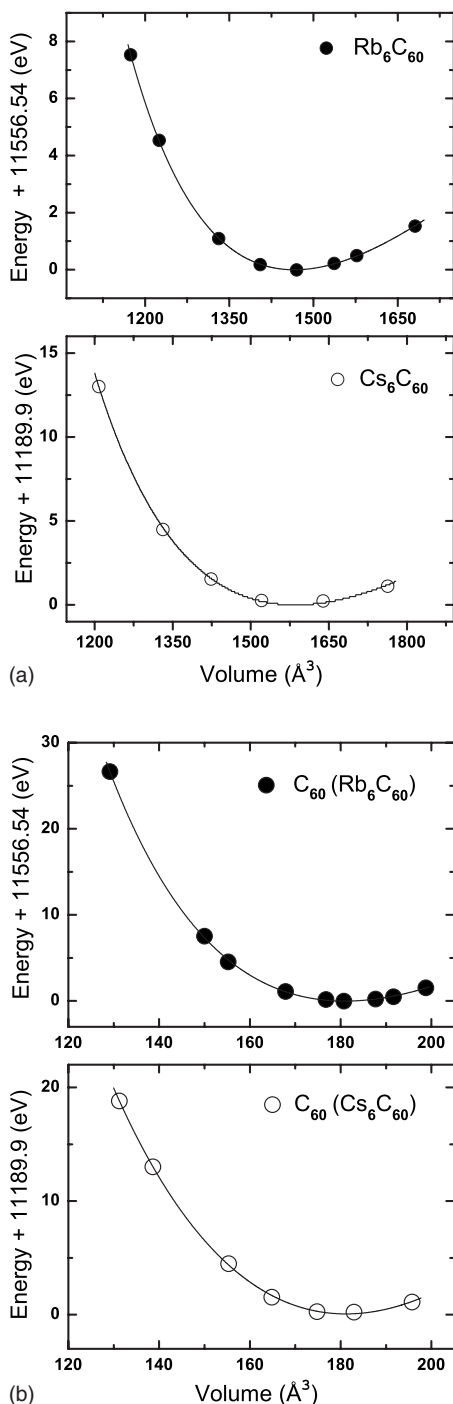 8
6
4
2
0
Energy + 11556.54 (eV)
Rb₆C₆₀
1200 1350 1500 1650
15
10
5
0
Energy + 11189.9 (eV)
Cs₆C₆₀
1200 1350 1500 1650 1800
(a) Volume (Å³)
30
20
10
0
Energy + 11556.54 (eV)
C₆₀ (Rb₆C₆₀)
120 140 160 180 200
20
10
0
Energy + 11189.9 (eV)
C₆₀ (Cs₆C₆₀)
120 140 160 180 200
(b) Volume (Å³)